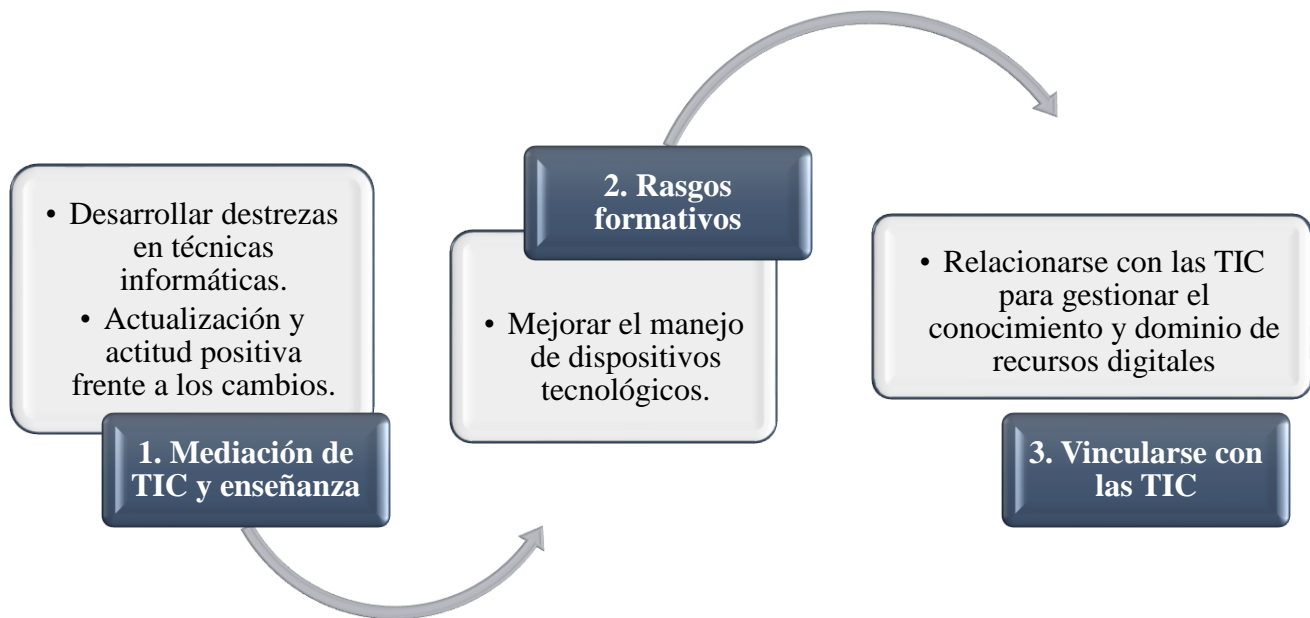 • Desarrollar destrezas
en técnicas
informáticas.
• Actualización y
actitud positiva
frente a los cambios.
1. Mediación de
TIC y enseñanza
2. Rasgos
formativos
• Mejorar el manejo
de dispositivos
tecnológicos.
• Relacionarse con las TIC
para gestionar el
conocimiento y dominio de
recursos digitales
3. Vincularse con
las TIC